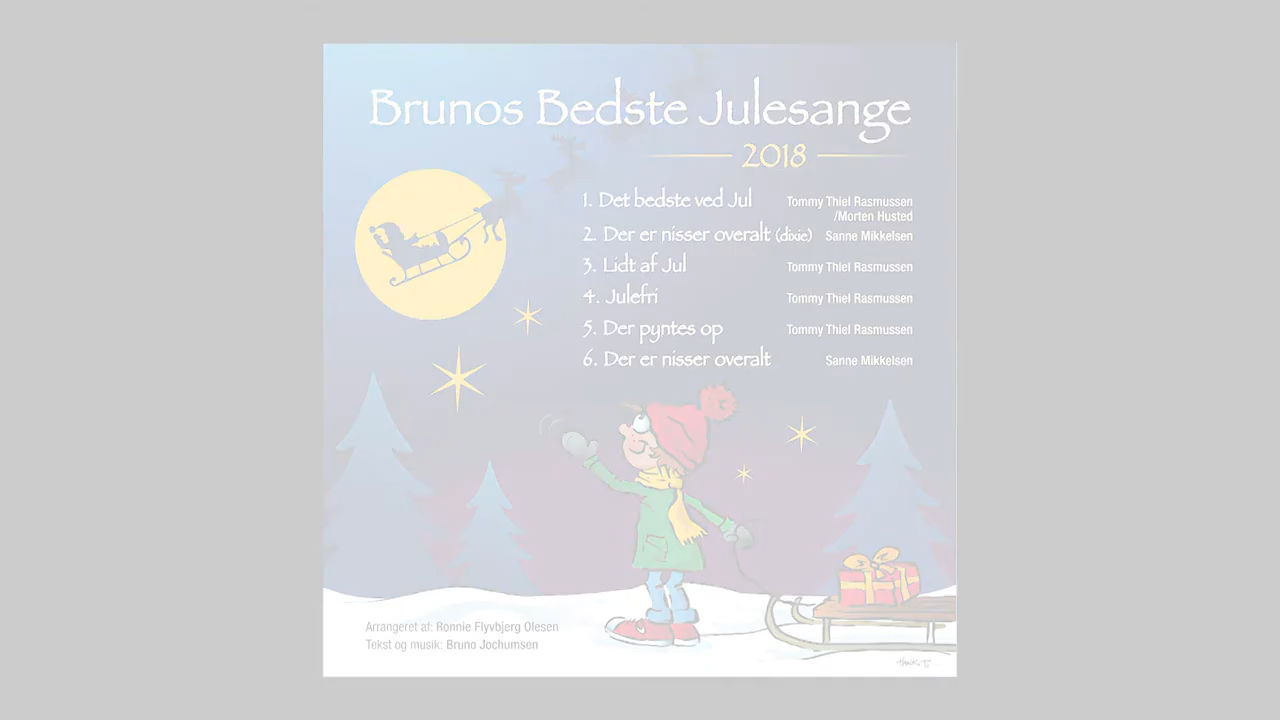 Brunos Bedste Julesange
2018
1. Det bedste ved Jul Tommy Thiel Rasmussen
/Morten Husted
2. Der er nisser overalt (dixie) Sanne Mikkelsen
3. Lidt af Jul Tommy Thiel Rasmussen
4. Julefri Tommy Thiel Rasmussen
5. Der pyntes op Tommy Thiel Rasmussen
6. Der er nisser overalt Sanne Mikkelsen
Arrangeret af: Ronnie Flyvbjerg Olesen
Tekst og musik: Bruno Jochumsen